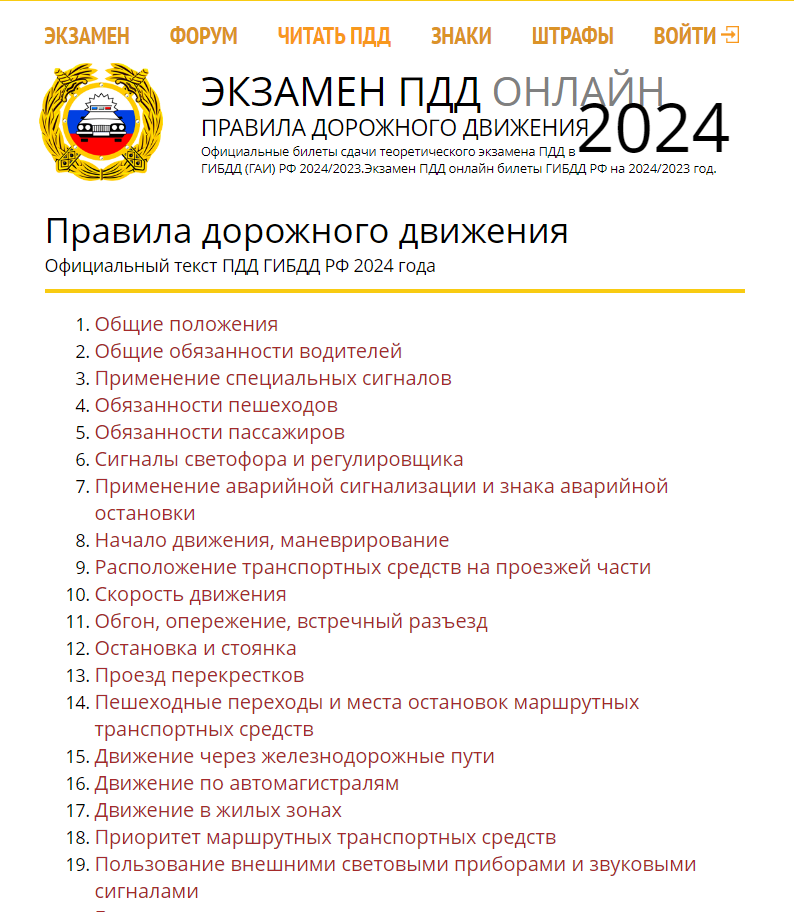 ЭКЗАМЕН ФОРУМ ЧИТАТЬ ПДД ЗНАКИ ШТРАФЫ ВОЙТИ
ЭКЗАМЕН ПДД ОНЛАЙН
ПРАВИЛА ДОРОЖНОГО ДВИЖЕНИЯ 2024
Официальные билеты сдачи теоретического экзамена ПДД в
ГИБДД (ГАИ) РФ 2024/2023.Экзамен ПДД онлайн билеты ГИБДД РФ на 2024/2023 год.
Правила дорожного движения
Официальный текст ПДД ГИБДД РФ 2024 года
1. Общие положения
2. Общие обязанности водителей
3. Применение специальных сигналов
4. Обязанности пешеходов
5. Обязанности пассажиров
6. Сигналы светофора и регулировщика
7. Применение аварийной сигнализации и знака аварийной
остановки
8. Начало движения, маневрирование
9. Расположение транспортных средств на проезжей части
10. Скорость движения
11. Обгон, опережение, встречный разъезд
12. Остановка и стоянка
13. Проезд перекрестков
14. Пешеходные переходы и места остановок маршрутных
транспортных средств
15. Движение через железнодорожные пути
16. Движение по автомагистралям
17. Движение в жилых зонах
18. Приоритет маршрутных транспортных средств
19. Пользование внешними световыми приборами и звуковыми
сигналами